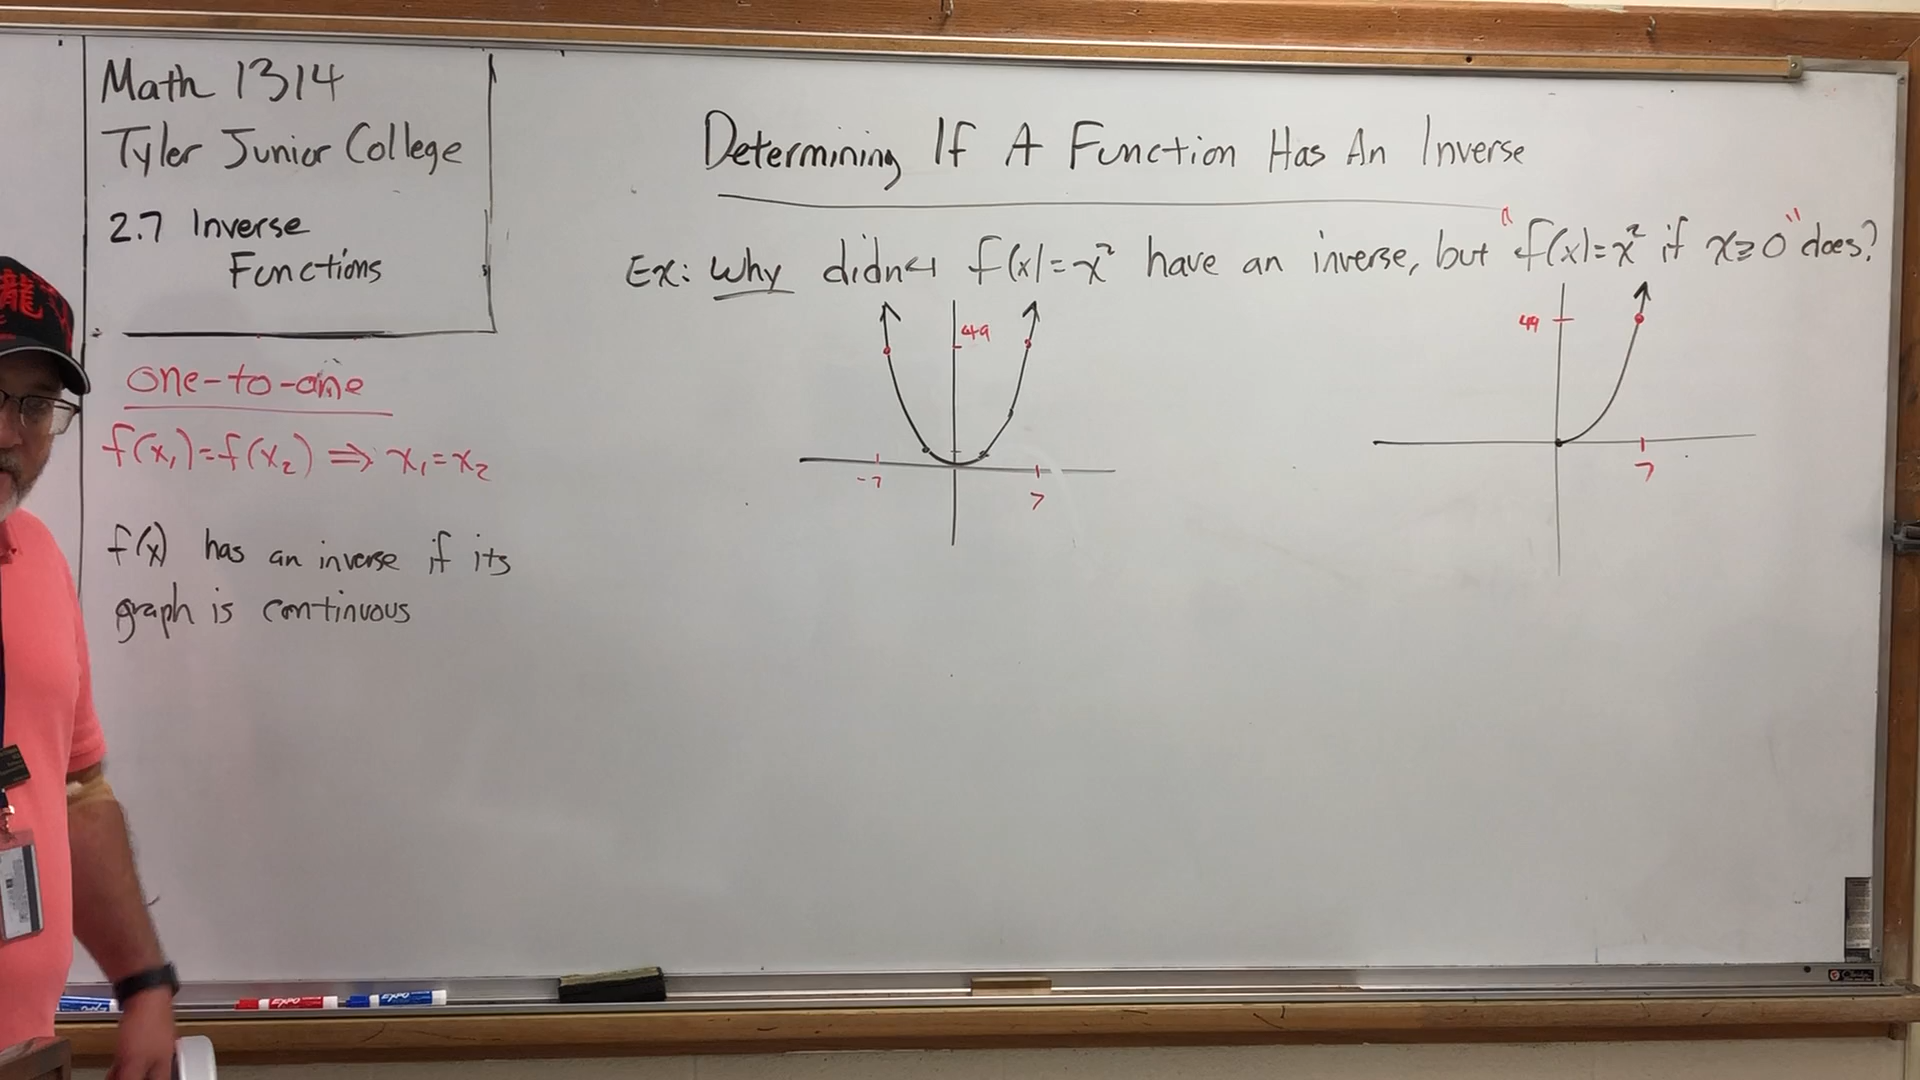 Math 1314
Tyler Junior College
2.7 Inverse
Functions
Determining If A Function Has An Inverse
Ex: Why didn't f(x)=x² have an inverse, but "f(x)=x² if x≥0" does?
龍
one-to-one
f(x₁)=f(x₂) ⇒ x₁=x₂
f(x) has an inverse if its
graph is continuous
49
-7
7
49
7
EXPO
EXPO